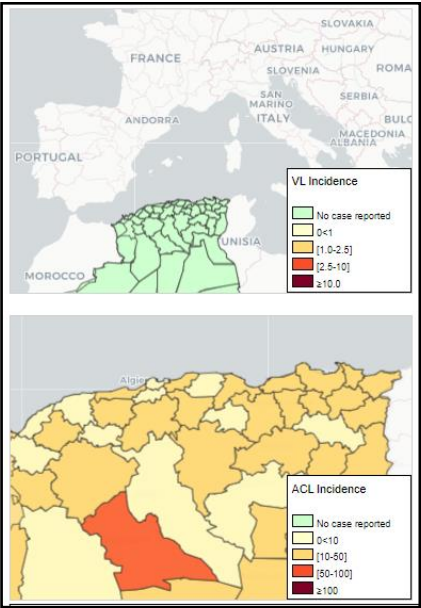 SLOVAKIA
FRANCE
AUSTRIA HUNGARY
SLOVENIA
ROMA
SAN
MARINO
ITALY
SERBIA
ANDORRA
BULG
MACEDONIA
ALBANIA
PORTUGAL
UNISIA
MOROCCO
VL Incidence
No case reported
0<1
[1.0-2.5]
[2.5-10]
≥10.0
Algie
ACL Incidence
No case reported
0<10
[10-50]
[50-100]
≥100